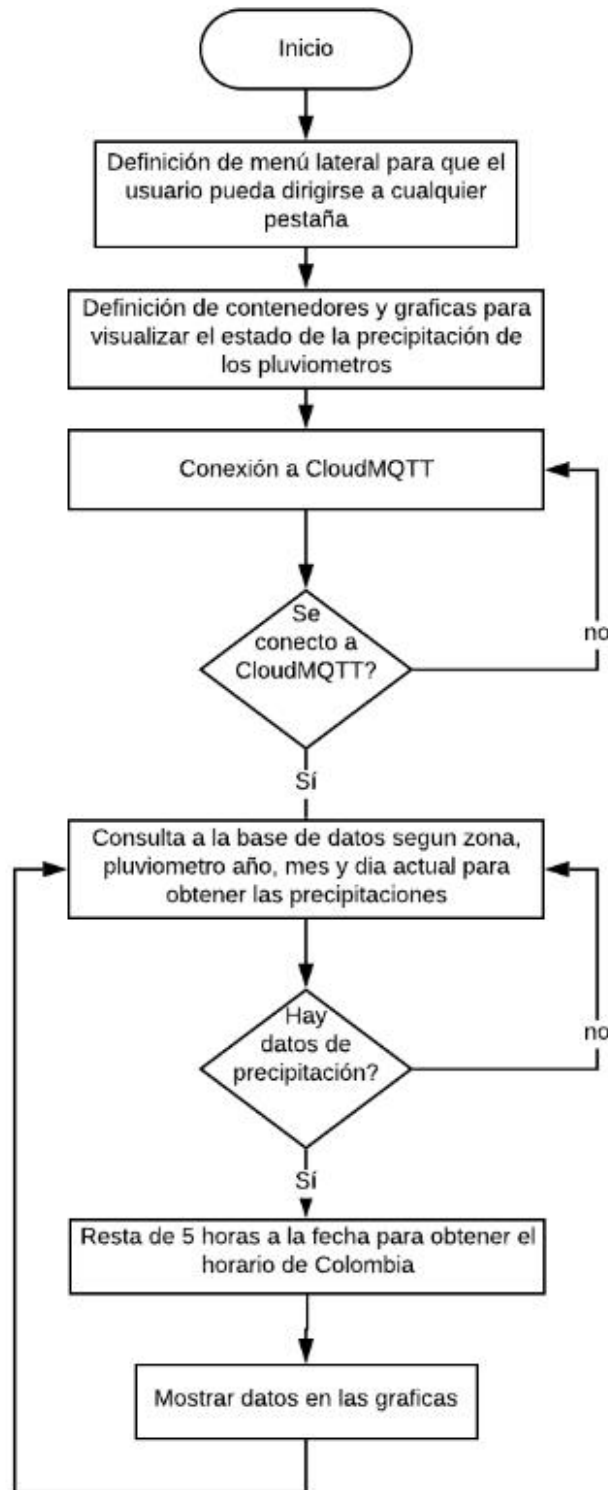 Inicio
Definición de menú lateral para que el
usuario pueda dirigirse a cualquier
pestaña
Definición de contenedores y graficas para
visualizar el estado de la precipitación de
los pluviometros
Conexión a CloudMQTT
Se
conecto a
CloudMQTT?
no
Sí
Consulta a la base de datos segun zona,
pluviometro año, mes y dia actual para
obtener las precipitaciones
Hay
datos de
precipitación?
no
Sí
Resta de 5 horas a la fecha para obtener el
horario de Colombia
Mostrar datos en las graficas